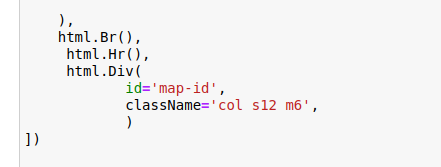 ),
    html.Br(),
     html.Hr(),
     html.Div(
            id='map-id',
            className='col s12 m6',
            )
])